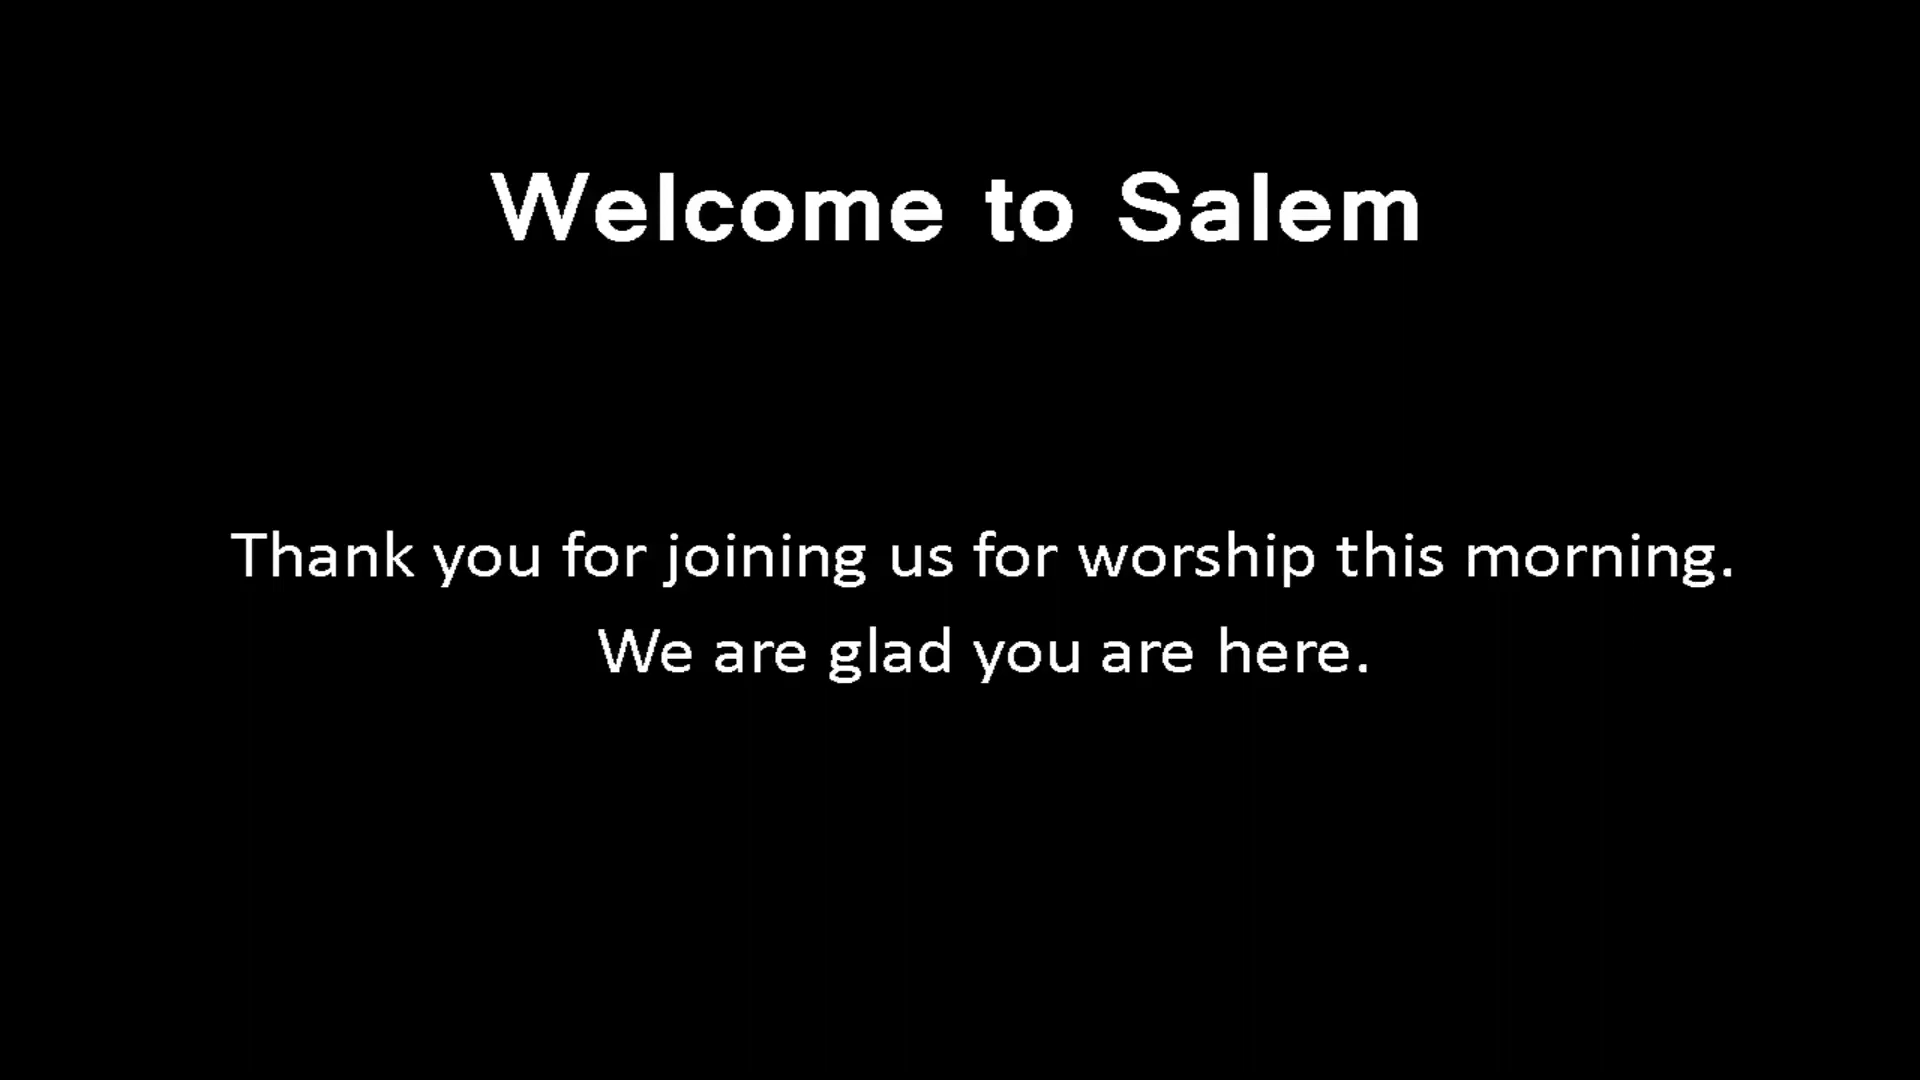 Welcome to Salem
Thank you for joining us for worship this morning.
We are glad you are here.